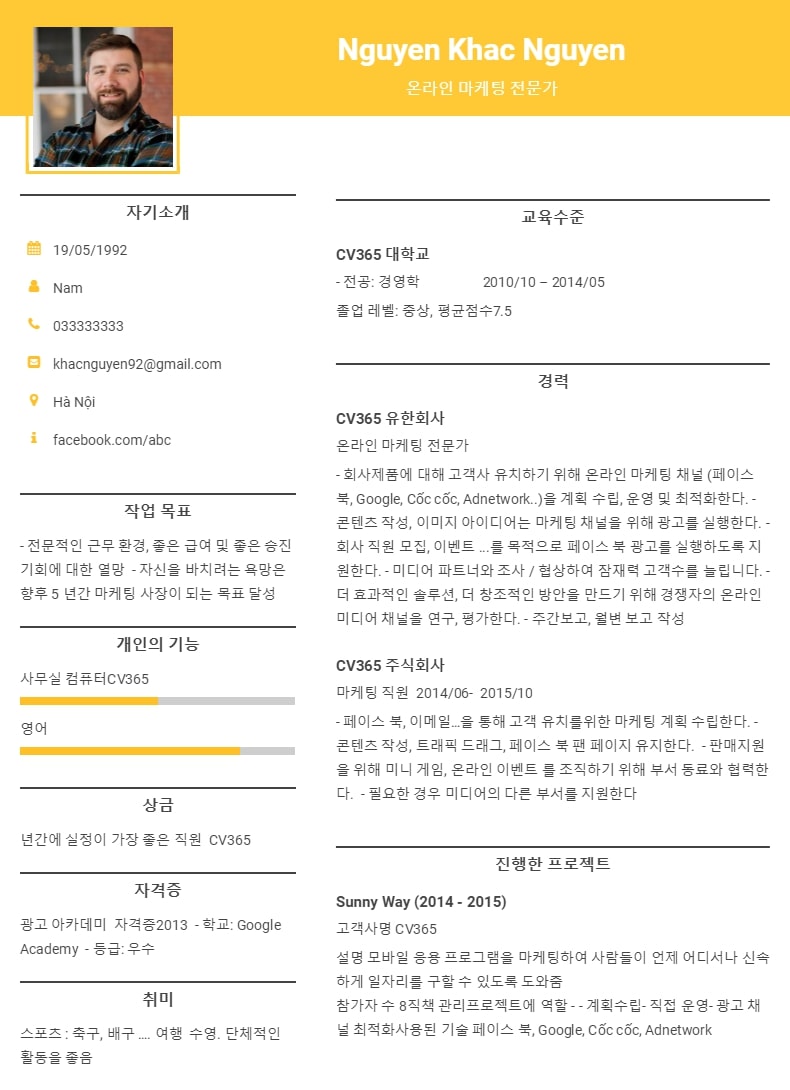 Nguyen Khac Nguyen
온라인 마케팅 전문가
자기소개
19/05/1992
Nam
033333333
khacnguyen92@gmail.com
Hà Nội
facebook.com/abc
작업 목표
- 전문적인 근무 환경, 좋은 급여 및 좋은 승진
기회에 대한 열망 - 자신을 바치려는 욕망은
향후 5 년간 마케팅 사장이 되는 목표 달성
개인의 기능
사무실 컴퓨터CV365
영어
상금
년간에 실정이 가장 좋은 직원 CV365
자격증
광고 아카데미 자격증2013 - 학교: Google
Academy - 등급: 우수
취미
스포츠 : 축구, 배구 .... 여행 수영. 단체적인
활동을 좋음
교육수준
CV365 대학교
- 전공: 경영학 2010/10 – 2014/05
졸업 레벨: 중상, 평균점수7.5
경력
CV365 유한회사
온라인 마케팅 전문가
- 회사제품에 대해 고객사 유치하기 위해 온라인 마케팅 채널 (페이스
북, Google, Cốc cốc, Adnetwork..)을 계획 수립, 운영 및 최적화한다. -
콘텐츠 작성, 이미지 아이디어는 마케팅 채널을 위해 광고를 실행한다. -
회사 직원 모집, 이벤트 ...를 목적으로 페이스 북 광고를 실행하도록 지
원한다. - 미디어 파트너와 조사 / 협상하여 잠재력 고객수를 늘립니다. -
더 효과적인 솔루션, 더 창조적인 방안을 만드기 위해 경쟁자의 온라인
미디어 채널을 연구, 평가한다. - 주간보고, 월변 보고 작성
CV365 주식회사
마케팅 직원 2014/06- 2015/10
- 페이스 북, 이메일...을 통해 고객 유치를위한 마케팅 계획 수립한다. -
콘텐츠 작성, 트래픽 드래그, 페이스 북 팬 페이지 유지한다. - 판매지원
을 위해 미니 게임, 온라인 이벤트 를 조직하기 위해 부서 동료와 협력한
다. - 필요한 경우 미디어의 다른 부서를 지원한다
진행한 프로젝트
Sunny Way (2014 - 2015)
고객사명 CV365
설명 모바일 응용 프로그램을 마케팅하여 사람들이 언제 어디서나 신속
하게 일자리를 구할 수 있도록 도와줌
참가자 수 8직책 관리프로젝트에 역할 - - 계획수립- 직접 운영- 광고 채
널 최적화사용된 기술 페이스 북, Google, Cốc cốc, Adnetwork